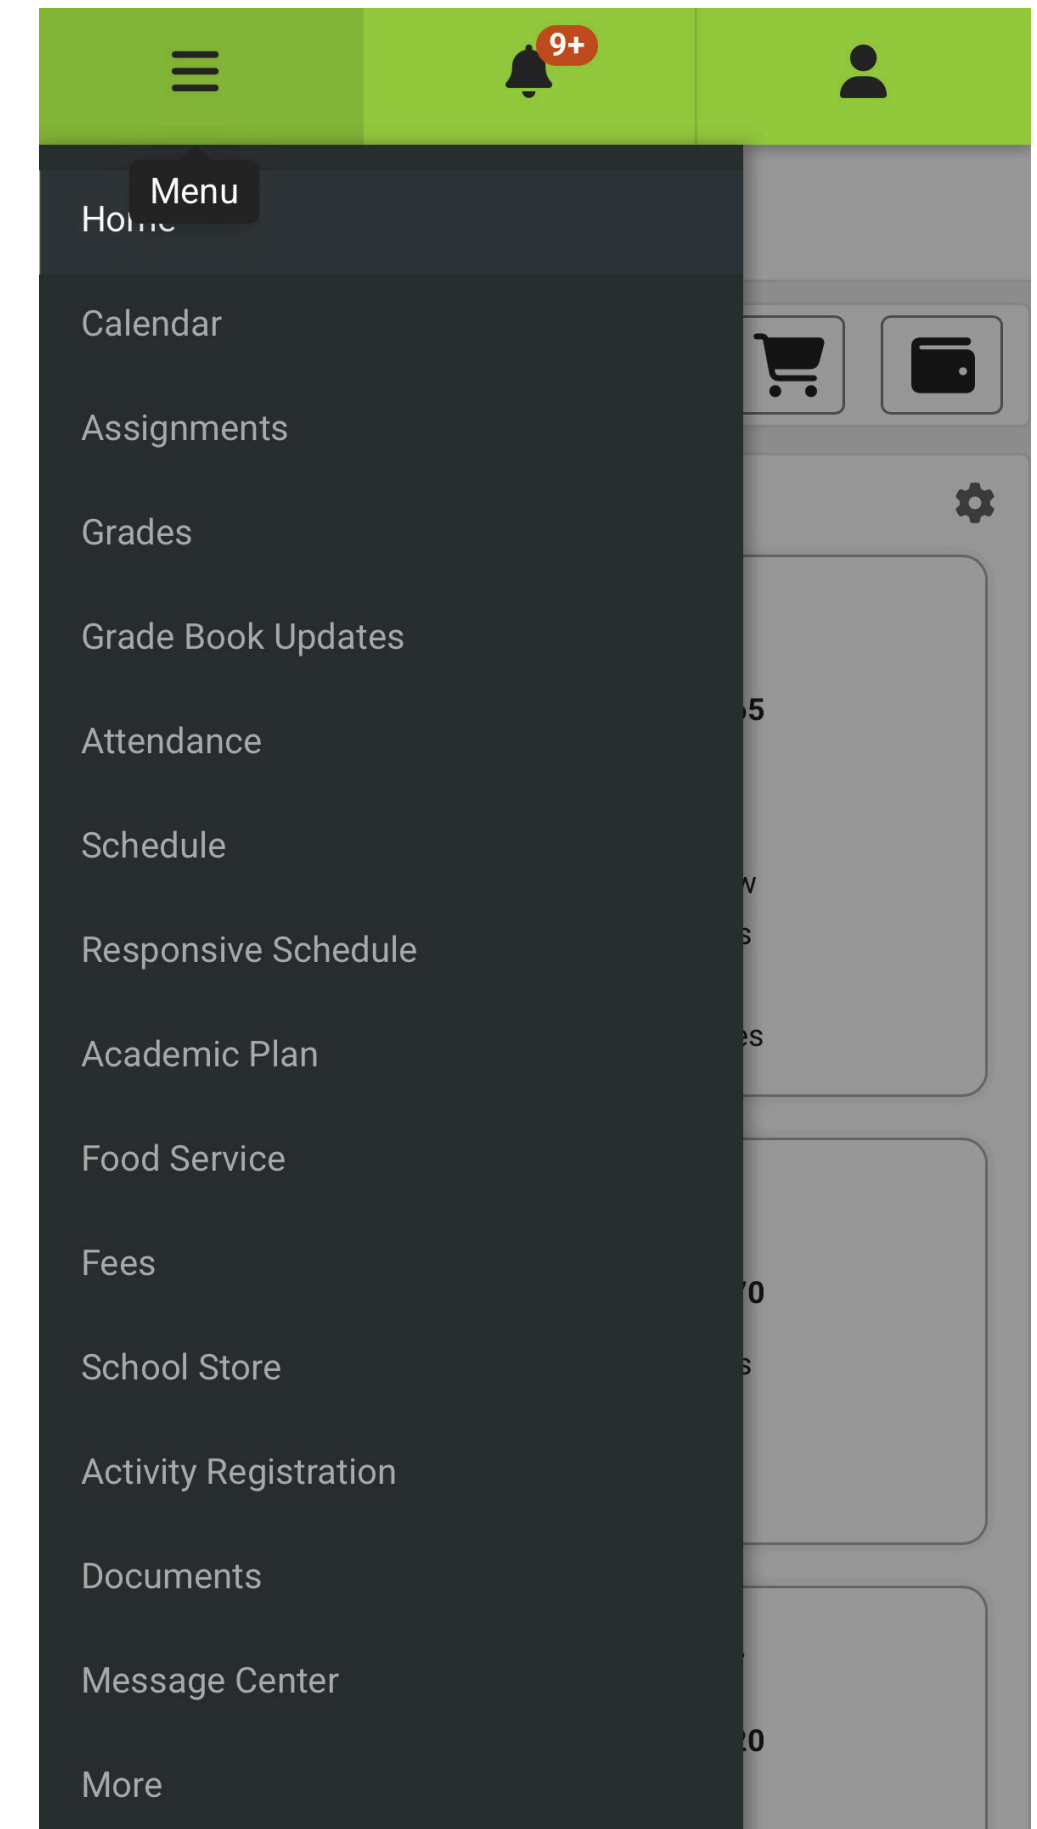 9+
Menu
Home
Calendar
Assignments
Grades
Grade Book Updates
Attendance
Schedule
Responsive Schedule
Academic Plan
Food Service
Fees
School Store
Activity Registration
Documents
Message Center
More